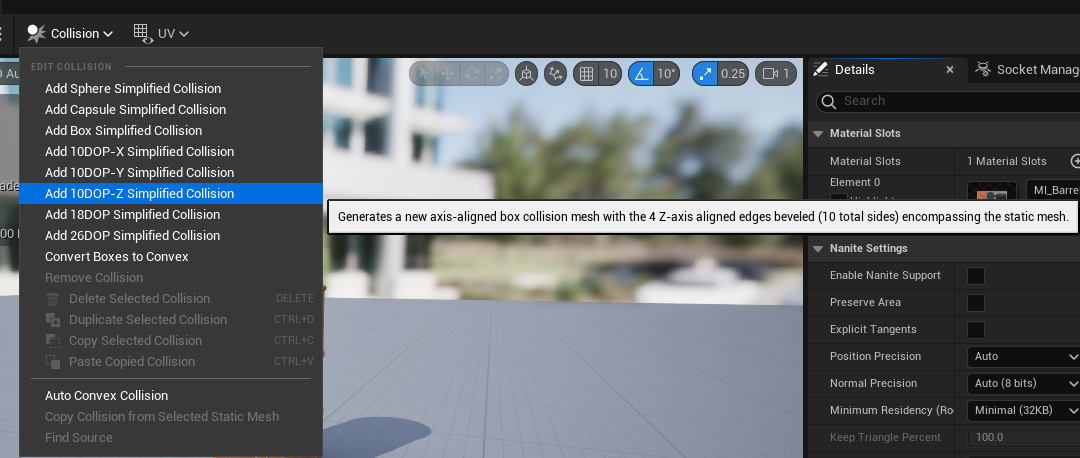 Collision
UV
Au
EDIT COLLISION
Add Sphere Simplified Collision
Add Capsule Simplified Collision
Add Box Simplified Collision
Add 10DOP-X Simplified Collision
Add 10DOP-Y Simplified Collision
Add 10DOP-Z Simplified Collision
Add 18DOP Simplified Collision
Add 26DOP Simplified Collision
Convert Boxes to Convex
Remove Collision
Delete Selected Collision DELETE
Duplicate Selected Collision CTRL+D
Copy Selected Collision CTRL+C
Paste Copied Collision CTRL+V
Auto Convex Collision
Copy Collision from Selected Static Mesh
Find Source
10 10° 0.25 1
Generates a new axis-aligned box collision mesh with the 4 Z-axis aligned edges beveled (10 total sides) encompassing the static mesh.
Details Socket Manag
Search
Material Slots
Material Slots 1 Material Slots
Element 0
MI_Barre
Nanite Settings
Enable Nanite Support
Preserve Area
Explicit Tangents
Position Precision Auto
Normal Precision Auto (8 bits)
Minimum Residency (Ro Minimal (32KB)
Keep Triangle Percent 100.0